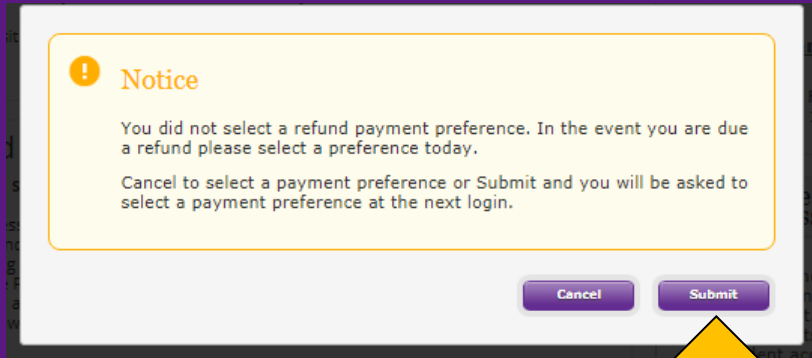 Notice
You did not select a refund payment preference. In the event you are due
a refund please select a preference today.
Cancel to select a payment preference or Submit and you will be asked to
select a payment preference at the next login.
Cancel Submit